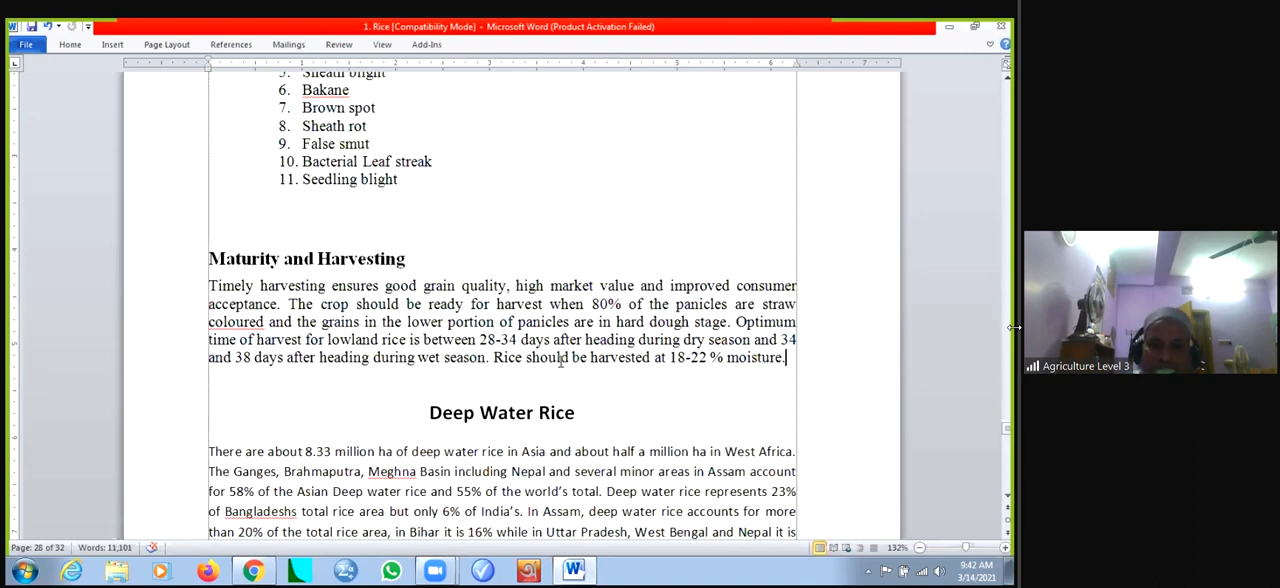 1. Rice [Compatibility Mode] - Microsoft Word (Product Activation Failed)
File Home Insert Page Layout References Mailings Review View Add-Ins
5. Sheath blight
6. Bakane
7. Brown spot
8. Sheath rot
9. False smut
10. Bacterial Leaf streak
11. Seedling blight
Maturity and Harvesting
Timely harvesting ensures good grain quality, high market value and improved consumer
acceptance. The crop should be ready for harvest when 80% of the panicles are straw
coloured and the grains in the lower portion of panicles are in hard dough stage. Optimum
time of harvest for lowland rice is between 28-34 days after heading during dry season and 34
and 38 days after heading during wet season. Rice should be harvested at 18-22 % moisture.
Deep Water Rice
There are about 8.33 million ha of deep water rice in Asia and about half a million ha in West Africa.
The Ganges, Brahmaputra, Meghna Basin including Nepal and several minor areas in Assam account
for 58% of the Asian Deep water rice and 55% of the world's total. Deep water rice represents 23%
of Bangladeshs total rice area but only 6% of India's. In Assam, deep water rice accounts for more
than 20% of the total rice area, in Bihar it is 16% while in Uttar Pradesh, West Bengal and Nepal it is
Agriculture Level 3
Page: 28 of 32 Words: 11,101 132%
9:42 AM
3/14/2021